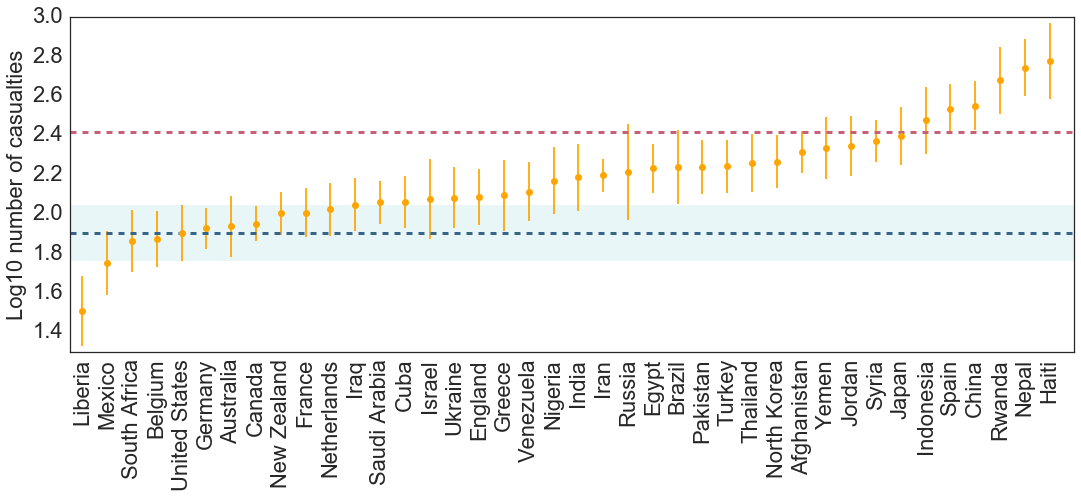 Log10 number of casualties
3.0
2.8
2.6
2.4
2.2
2.0
1.8
1.6
1.4
Liberia
Mexico
South Africa
Belgium
United States
Germany
Australia
Canada
New Zealand
France
Netherlands
Iraq
Saudi Arabia
Cuba
Israel
Ukraine
England
Greece
Venezuela
Nigeria
India
Iran
Russia
Egypt
Brazil
Pakistan
Turkey
Thailand
North Korea
Afghanistan
Yemen
Jordan
Syria
Japan
Indonesia
Spain
China
Rwanda
Nepal
Haiti